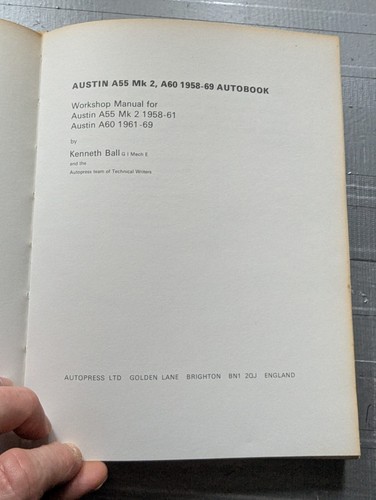 AUSTIN A55 Mk 2, A60 1958-69 AUTOBOOK
Workshop Manual for
Austin A55 Mk 2 1958-61
Austin A60 1961-69
by
Kenneth Ball G I Mech E
and the
Autopress team of Technical Writers
AUTOPRESS LTD GOLDEN LANE BRIGHTON BN1 2QJ ENGLAND